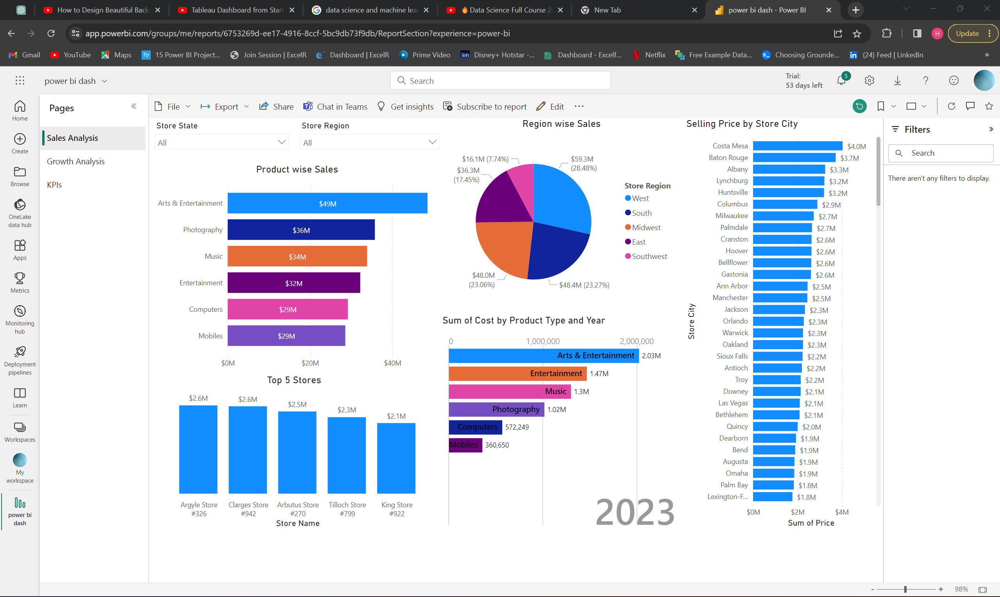 How to Design Beautiful Back
Tableau Dashboard from Start
data science and machine lea
Data Science Full Course 20
New Tab
power bi dash - Power BI
app.powerbi.com/groups/me/reports/6753269d-ee17-4916-8ccf-5bc9db73f9db/ReportSection?experience=power-bi
H
Update
Gmail
YouTube
Maps
Pp
15 Power BI Project...
Join Session | ExcelR
Dashboard | ExcelR
Prime Video
Disney+ Hotstar -...
Dashboard - Excelf...
Netflix
Free Example Data...
Choosing Grounde...
in
(24) Feed | LinkedIn
power bi dash
Search
Trial:
53 days left
5
Home
Create
Browse
OneLake
data hub
Apps
Metrics
Monitoring
hub
Deployment
pipelines
Learn
Workspaces
My
workspace
power bi
dash
Pages
Sales Analysis
Growth Analysis
KPIs
File
Export
Share
Chat in Teams
Get insights
Subscribe to report
Edit
Store State
All
Store Region
All
Product wise Sales
Arts & Entertainment
$49M
Photography
$36M
Music
$34M
Entertainment
$32M
Computers
$29M
Mobiles
$29M
$0M
$20M
$40M
Top 5 Stores
$2.6M
$2.6M
$2.5M
$2.3M
$2.1M
Argyle Store
#326
Clarges Store
#942
Arbutus Store
#270
Tilloch Store
#799
King Store
#922
Store Name
Region wise Sales
$16.1M (7.74%)
$59.3M
(28.48%)
$36.3M
(17.45%)
$48.0M
(23.06%)
$48.4M (23.27%)
Store Region
West
South
Midwest
East
Southwest
Sum of Cost by Product Type and Year
0
1,000,000
2,000,000
Arts & Entertainment 2.03M
Entertainment 1.47M
Music 1.3M
Photography 1.02M
Computers 572,249
Mobiles 360,650
2023
Selling Price by Store City
Store City
Costa Mesa $4.0M
Baton Rouge $3.7M
Albany $3.3M
Lynchburg $3.2M
Huntsville $3.2M
Columbus $2.9M
Milwaukee $2.7M
Palmdale $2.7M
Cranston $2.6M
Hoover $2.6M
Bellflower $2.6M
Gastonia $2.6M
Ann Arbor $2.5M
Manchester $2.5M
Jackson $2.3M
Orlando $2.3M
Warwick $2.3M
Oakland $2.3M
Sioux Falls $2.2M
Antioch $2.2M
Troy $2.2M
Downey $2.1M
Las Vegas $2.1M
Bethlehem $2.1M
Quincy $2.0M
Dearborn $1.9M
Bend $1.9M
Augusta $1.9M
Omaha $1.9M
Palm Bay $1.8M
Lexington-F... $1.8M
$0M
$2M
$4M
Sum of Price
Filters
Search
There aren't any filters to display.
- + 98%